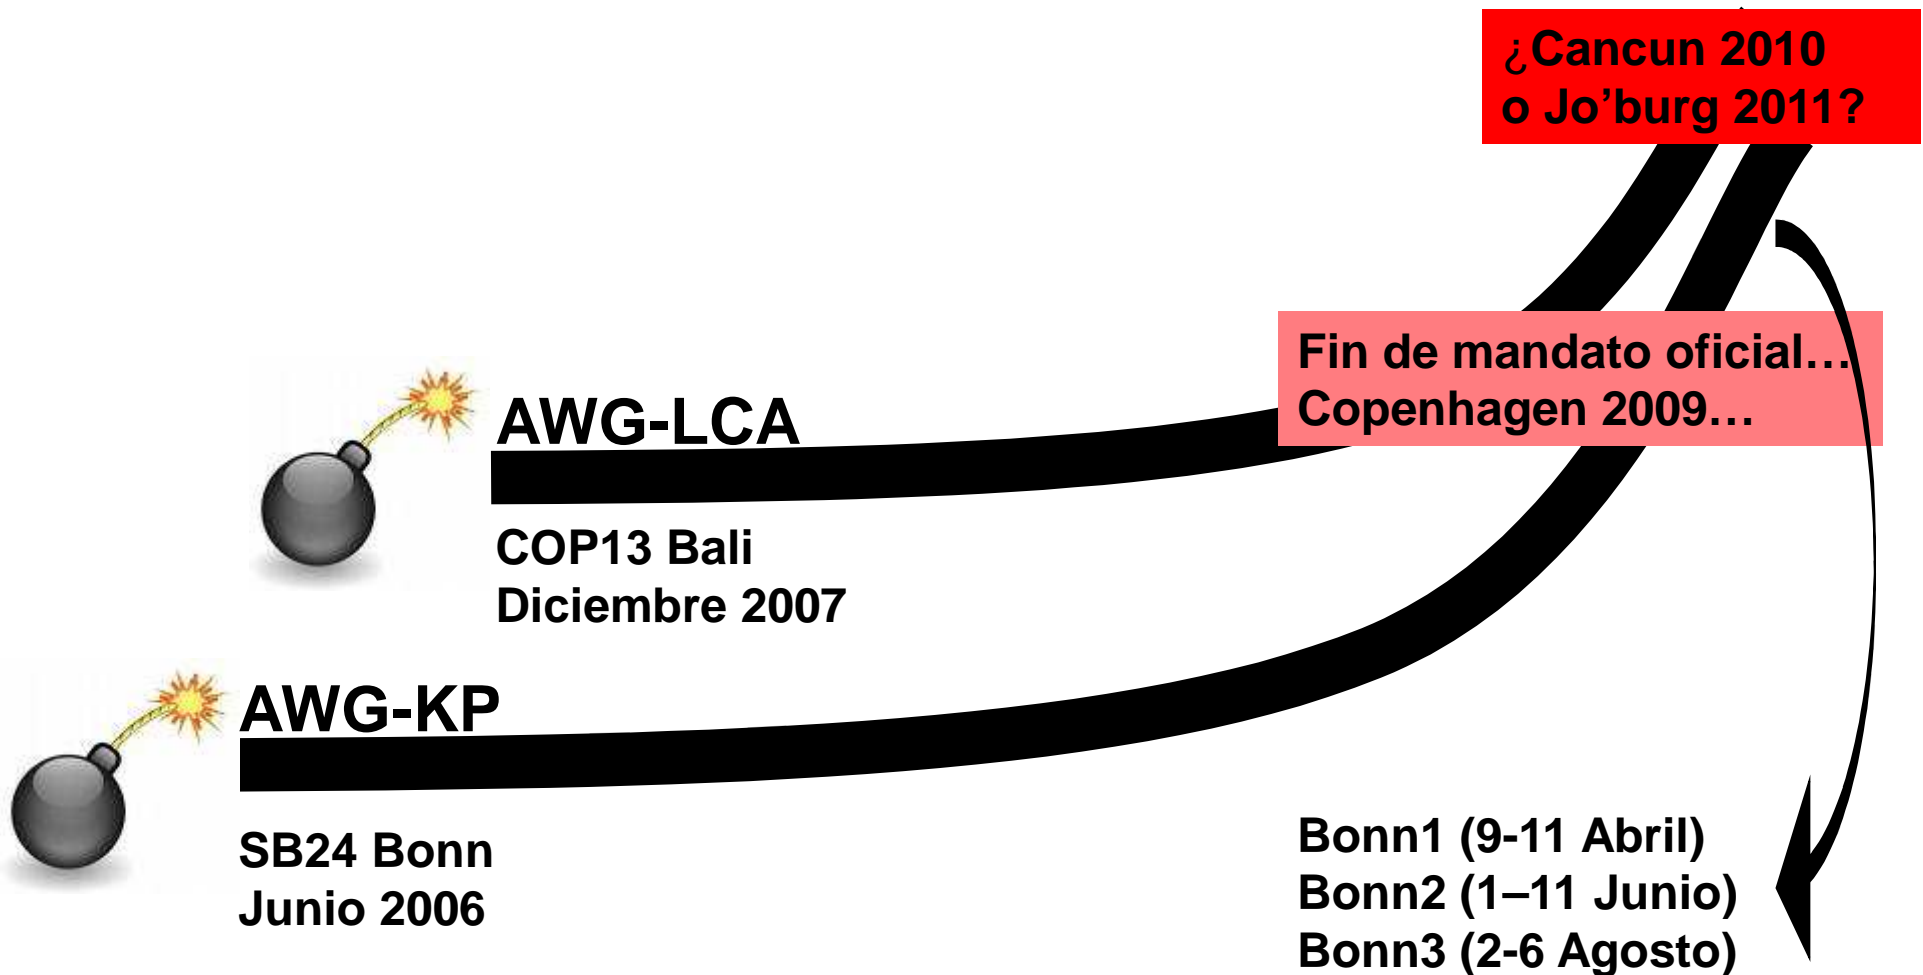 ¿Cancun 2010
o Jo’burg 2011?
Fin de mandato oficial…
Copenhagen 2009…
AWG-LCA
COP13 Bali
Diciembre 2007
AWG-KP
SB24 Bonn
Junio 2006
Bonn1 (9-11 Abril)
Bonn2 (1–11 Junio)
Bonn3 (2-6 Agosto)